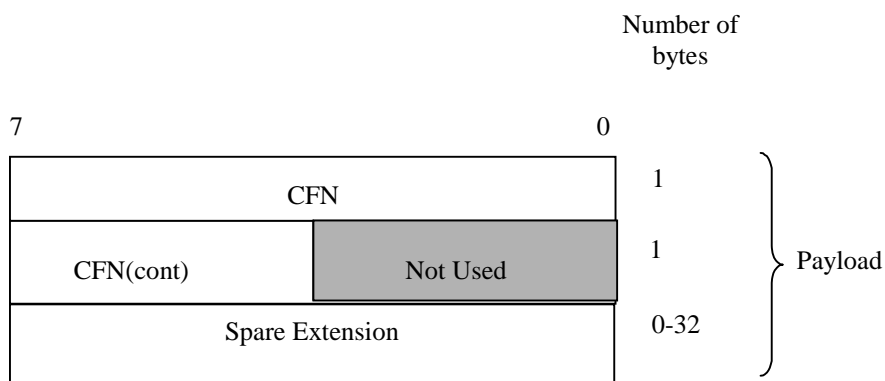 Number of
bytes
7 0
CFN 1
CFN(cont) Not Used 1
Payload
Spare Extension 0-32